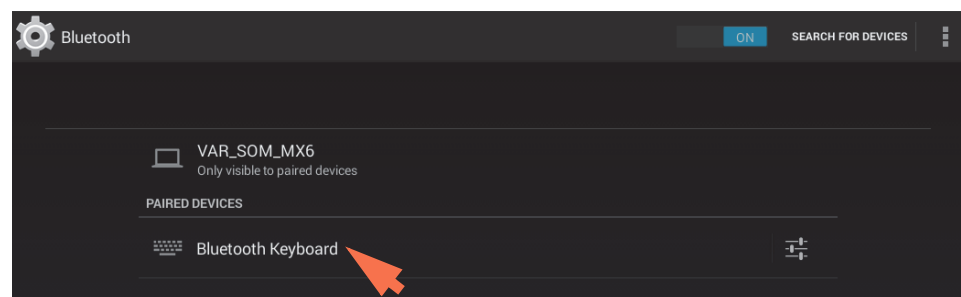 Bluetooth
ON
SEARCH FOR DEVICES
VAR_SOM_MX6
Only visible to paired devices
PAIRED DEVICES
Bluetooth Keyboard